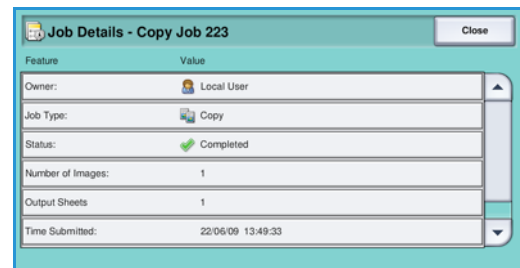 Job Details - Copy Job 223 Close
Feature Value
Owner: Local User
Job Type: Copy
Status: Completed
Number of Images: 1
Output Sheets 1
Time Submitted: 22/06/09 13:49:33